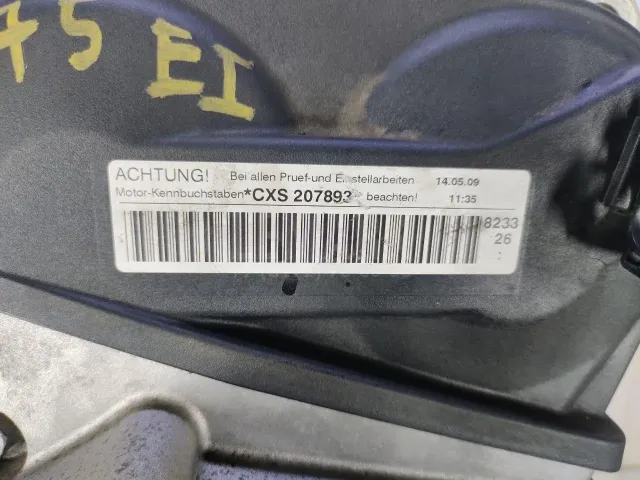 75 EI
ACHTUNG! Bei allen Pruef-und Einstellarbeiten 14.05.09
Motor-Kennbuchstaben*CXS 207893 beachten! 11:35
8233
26
: